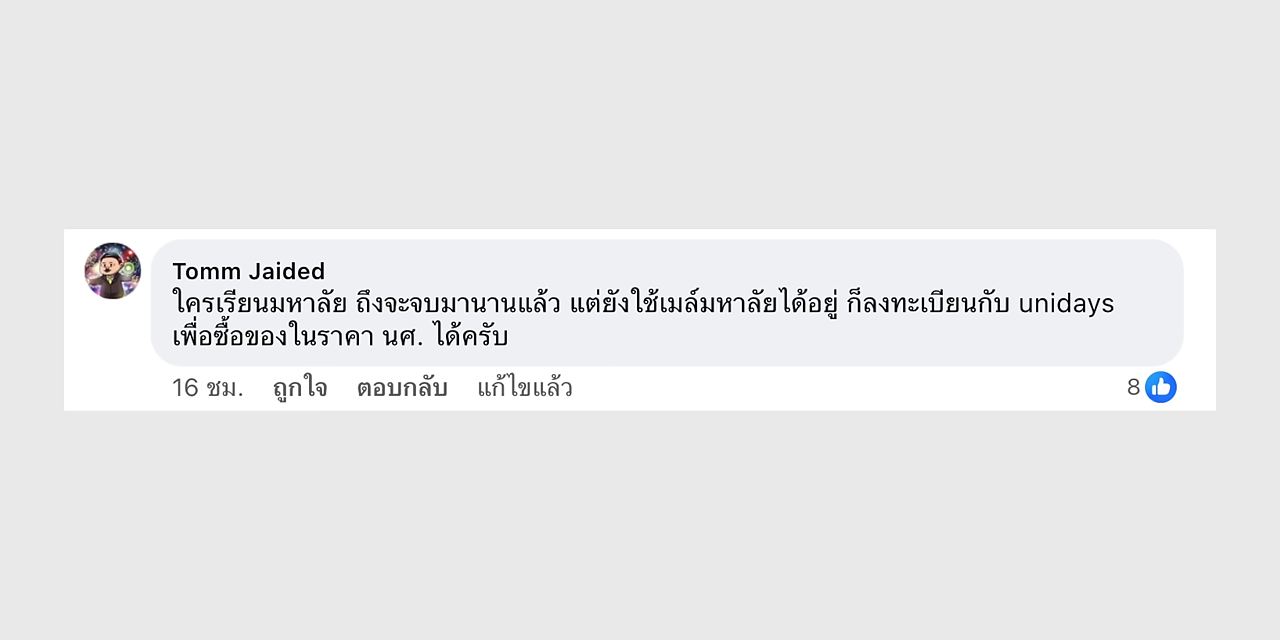 Tomm Jaided
ใครเรียนมหาลัย ถึงจะจบมานานแล้ว แต่ยังใช้เมล์มหาลัยได้อยู่ ก็ลงทะเบียนกับ unidays
เพื่อซื้อของในราคา นศ. ได้ครับ
16 ชม. ถูกใจ ตอบกลับ แก้ไขแล้ว 8